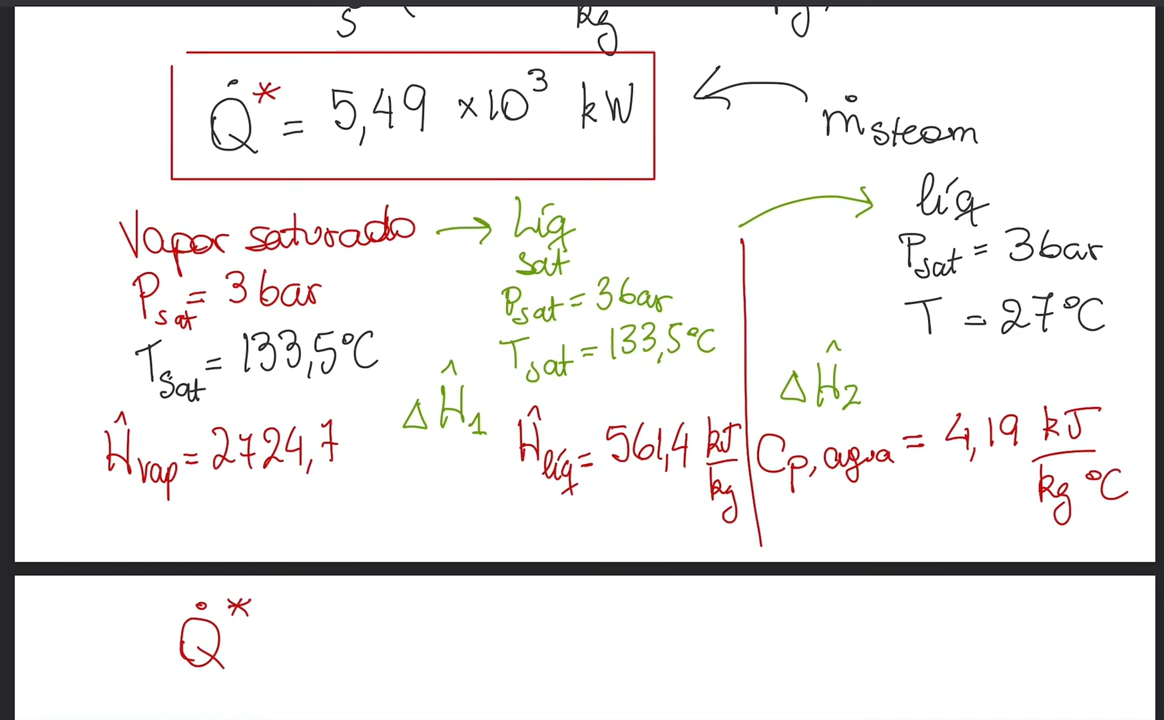 s kg
Q̇* = 5,49 ×10³ kW
ṁsteam
Vapor saturado → Líq sat
Psat = 3 bar
Tsat = 133,5°C
Ĥvap = 2724,7
Psat = 3 bar
Tsat = 133,5°C
ΔĤ1
Ĥlíq = 561,4 kJ/kg
líq
Psat = 3 bar
T = 27°C
ΔĤ2
Cp, água = 4,19 kJ/kg °C
Q̇*